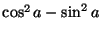 cos² a − sin² a